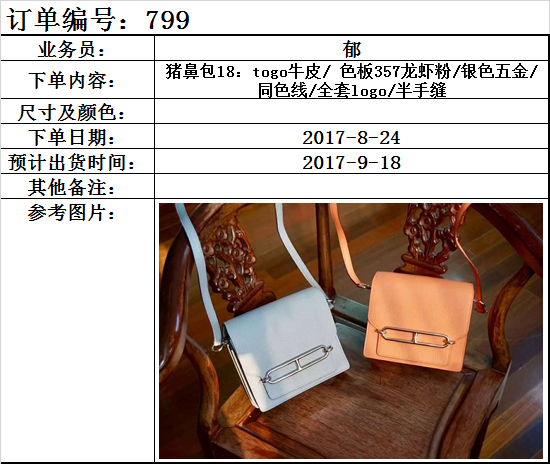 订单编号：799
业务员： 郁
下单内容： 猪鼻包18：togo牛皮/ 色板357龙虾粉/银色五金/
同色线/全套logo/半手缝
尺寸及颜色：
下单日期： 2017-8-24
预计出货时间： 2017-9-18
其他备注：
参考图片：